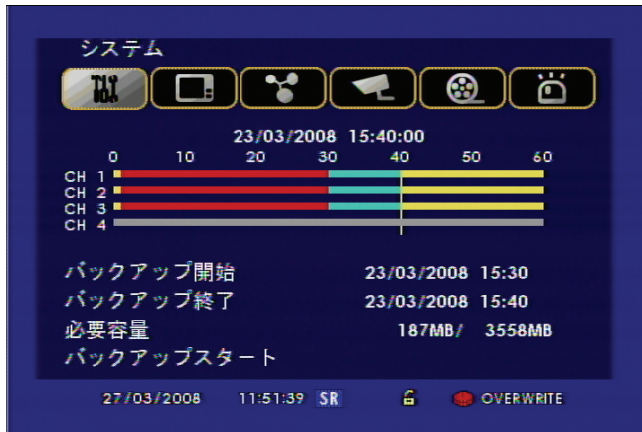 システム
23/03/2008 15:40:00
0 10 20 30 40 50 60
CH 1
CH 2
CH 3
CH 4
バックアップ開始 23/03/2008 15:30
バックアップ終了 23/03/2008 15:40
必要容量 187MB/ 3558MB
バックアップスタート
27/03/2008 11:51:39 SR OVERWRITE